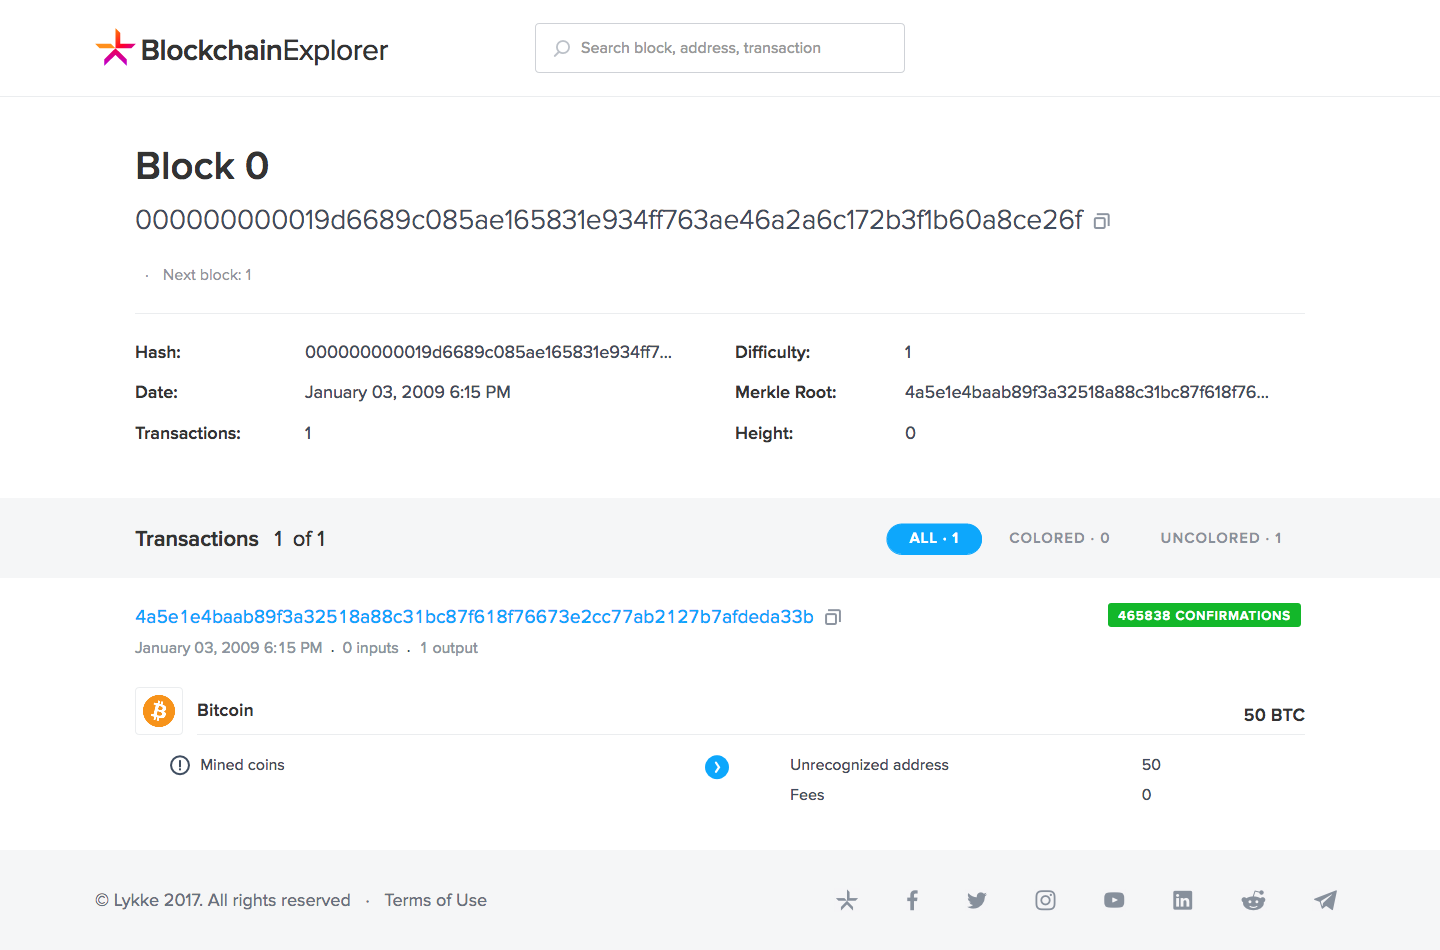 BlockchainExplorer
Search block, address, transaction
Block 0
000000000019d6689c085ae165831e934ff763ae46a2a6c172b3f1b60a8ce26f
· Next block: 1
Hash: 000000000019d6689c085ae165831e934ff7... Difficulty: 1
Date: January 03, 2009 6:15 PM Merkle Root: 4a5e1e4baab89f3a32518a88c31bc87f618f76...
Transactions: 1 Height: 0
Transactions 1 of 1 ALL · 1 COLORED · 0 UNCOLORED · 1
4a5e1e4baab89f3a32518a88c31bc87f618f76673e2cc77ab2127b7afdeda33b 465838 CONFIRMATIONS
January 03, 2009 6:15 PM . 0 inputs . 1 output
Bitcoin 50 BTC
Mined coins Unrecognized address 50
Fees 0
© Lykke 2017. All rights reserved · Terms of Use